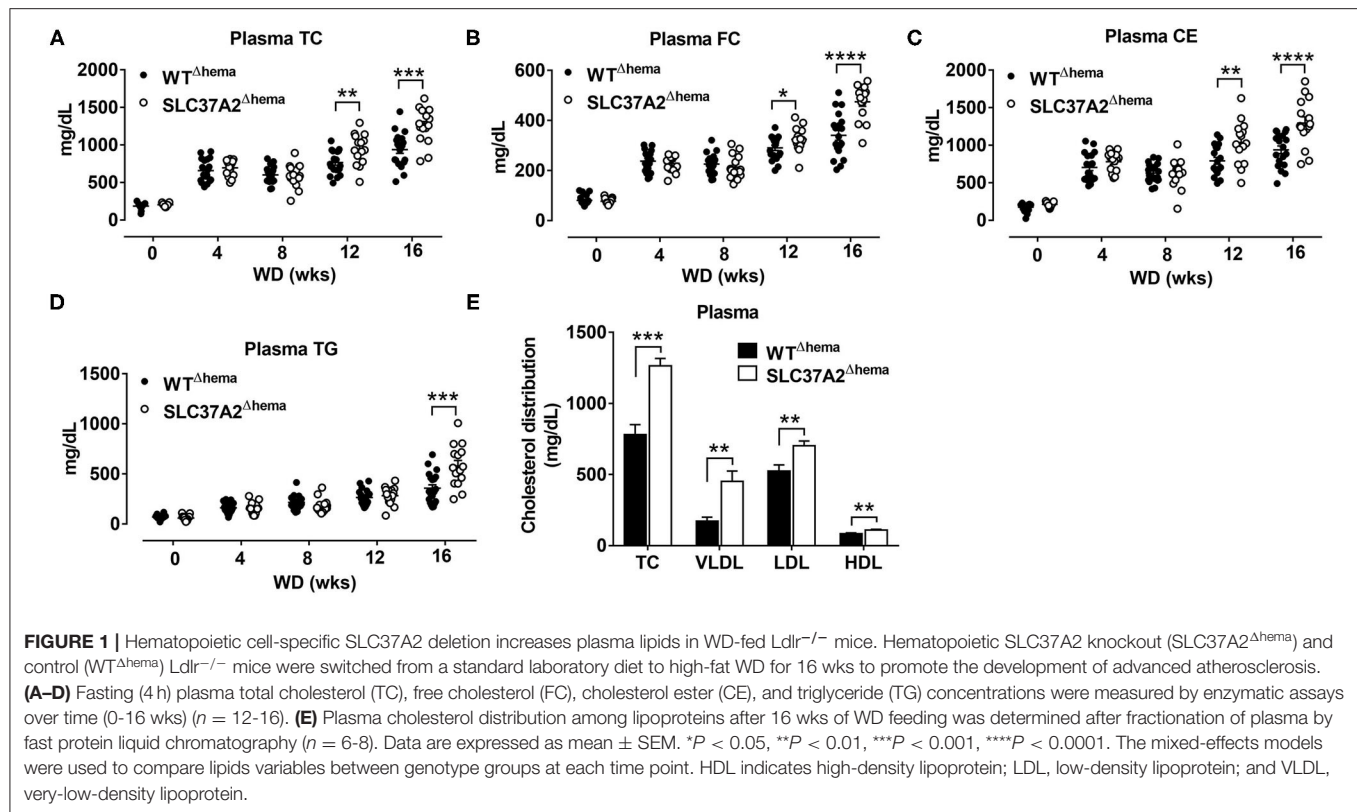 A
Plasma TC
WT^Δhema
SLC37A2^Δhema
**
***
2000
1500
1000
500
0
mg/dL
0 4 8 12 16
WD (wks)
B
Plasma FC
WT^Δhema
SLC37A2^Δhema
*
****
600
400
200
0
mg/dL
0 4 8 12 16
WD (wks)
C
Plasma CE
WT^Δhema
SLC37A2^Δhema
**
****
2000
1500
1000
500
0
mg/dL
0 4 8 12 16
WD (wks)
D
Plasma TG
WT^Δhema
SLC37A2^Δhema
***
1500
1000
500
0
mg/dL
0 4 8 12 16
WD (wks)
E
Plasma
WT^Δhema
SLC37A2^Δhema
***
**
**
**
1500
1000
500
0
Cholesterol distribution
(mg/dL)
TC VLDL LDL HDL
FIGURE 1 | Hematopoietic cell-specific SLC37A2 deletion increases plasma lipids in WD-fed Ldlr−/− mice. Hematopoietic SLC37A2 knockout (SLC37A2^Δhema) and
control (WT^Δhema) Ldlr−/− mice were switched from a standard laboratory diet to high-fat WD for 16 wks to promote the development of advanced atherosclerosis.
(A–D) Fasting (4 h) plasma total cholesterol (TC), free cholesterol (FC), cholesterol ester (CE), and triglyceride (TG) concentrations were measured by enzymatic assays
over time (0-16 wks) (n = 12-16). (E) Plasma cholesterol distribution among lipoproteins after 16 wks of WD feeding was determined after fractionation of plasma by
fast protein liquid chromatography (n = 6-8). Data are expressed as mean ± SEM. *P < 0.05, **P < 0.01, ***P < 0.001, ****P < 0.0001. The mixed-effects models
were used to compare lipids variables between genotype groups at each time point. HDL indicates high-density lipoprotein; LDL, low-density lipoprotein; and VLDL,
very-low-density lipoprotein.